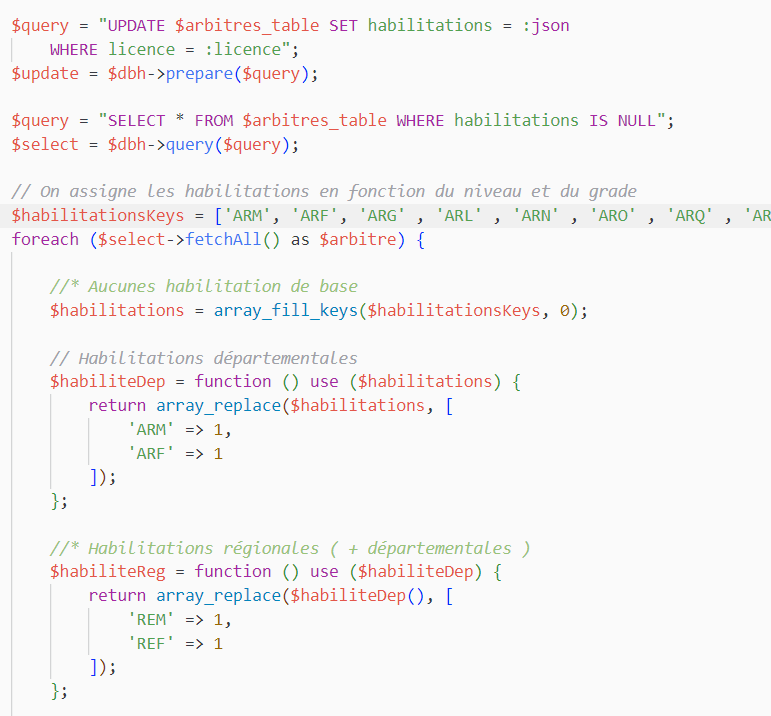 $query = "UPDATE $arbitres_table SET habilitations = :json
WHERE licence = :licence";
$update = $dbh->prepare($query);
$query = "SELECT * FROM $arbitres_table WHERE habilitations IS NULL";
$select = $dbh->query($query);
// On assigne les habilitations en fonction du niveau et du grade
$habilitationsKeys = ['ARM', 'ARF', 'ARG' , 'ARL' , 'ARN' , 'ARO' , 'ARQ' , 'AR
foreach ($select->fetchAll() as $arbitre) {
//* Aucunes habilitation de base
$habilitations = array_fill_keys($habilitationsKeys, 0);
// Habilitations départementales
$habiliteDep = function () use ($habilitations) {
return array_replace($habilitations, [
'ARM' => 1,
'ARF' => 1
]);
};
//* Habilitations régionales ( + départementales )
$habiliteReg = function () use ($habiliteDep) {
return array_replace($habiliteDep(), [
'REM' => 1,
'REF' => 1
]);
};